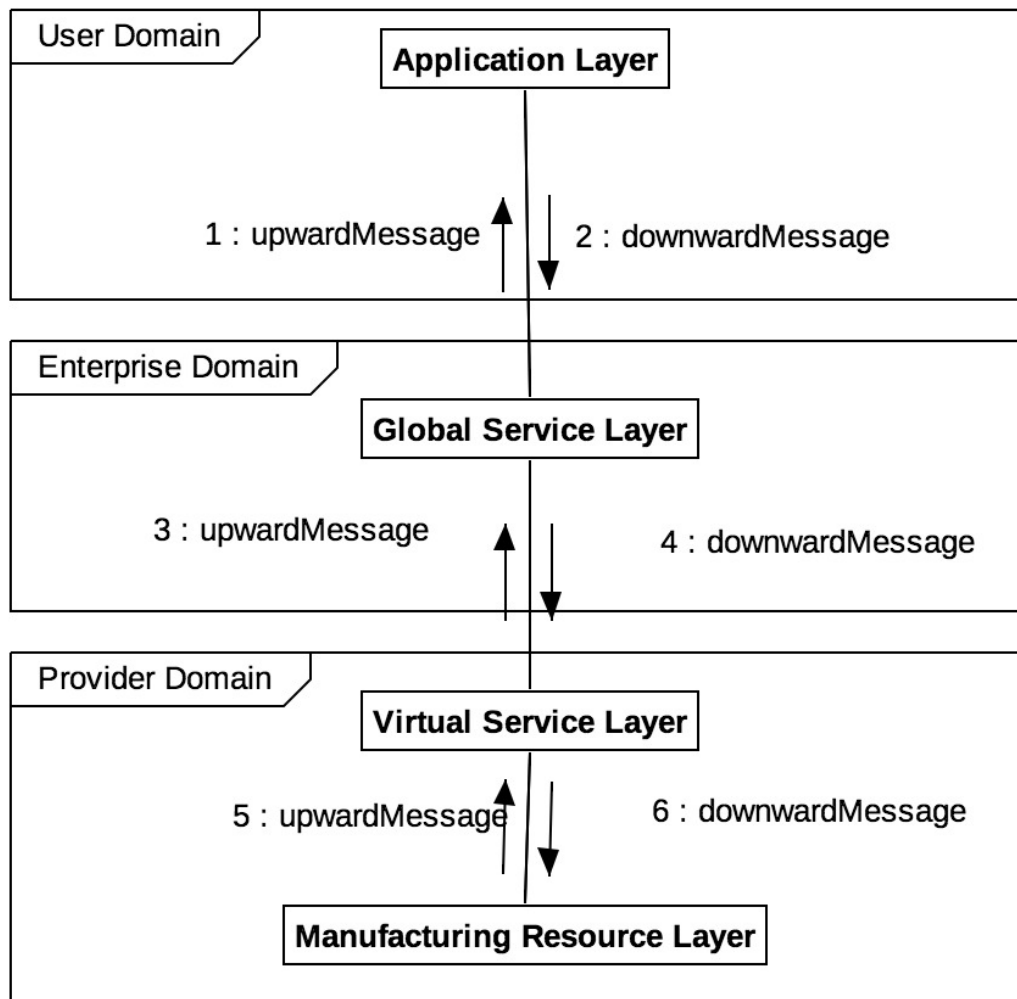 User Domain
Application Layer
1 : upwardMessage
2 : downwardMessage
Enterprise Domain
Global Service Layer
3 : upwardMessage
4 : downwardMessage
Provider Domain
Virtual Service Layer
5 : upwardMessage
6 : downwardMessage
Manufacturing Resource Layer